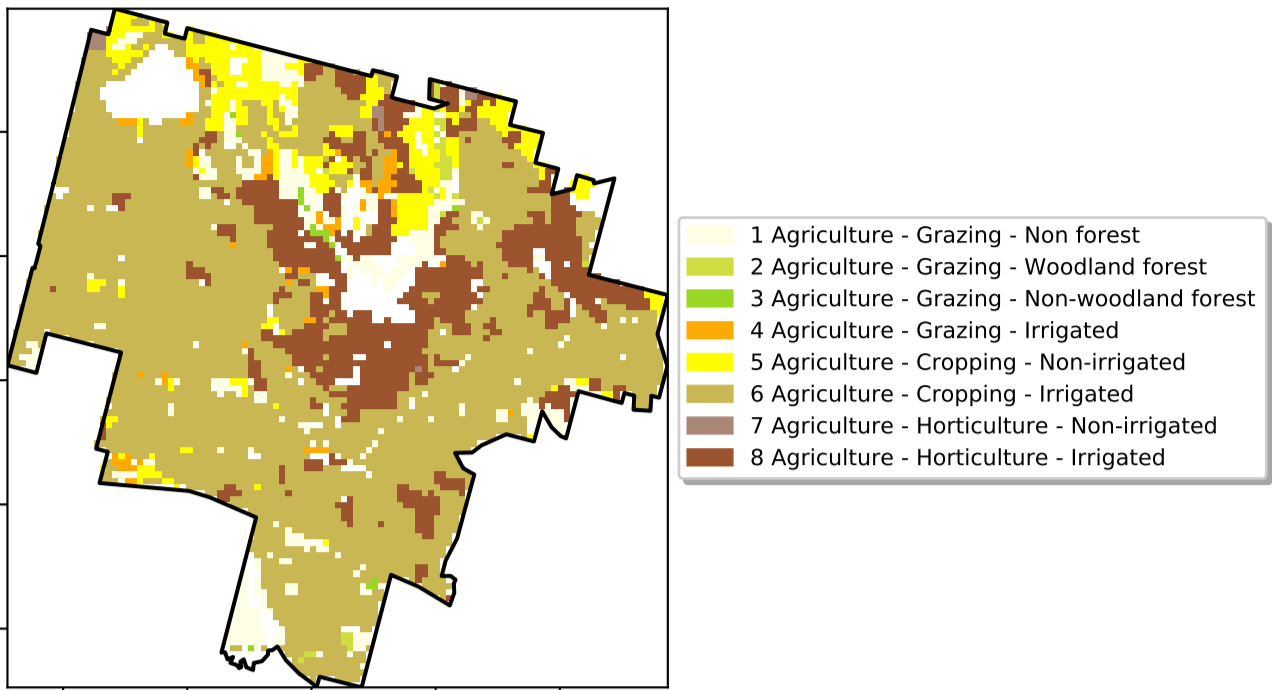 1 Agriculture - Grazing - Non forest
2 Agriculture - Grazing - Woodland forest
3 Agriculture - Grazing - Non-woodland forest
4 Agriculture - Grazing - Irrigated
5 Agriculture - Cropping - Non-irrigated
6 Agriculture - Cropping - Irrigated
7 Agriculture - Horticulture - Non-irrigated
8 Agriculture - Horticulture - Irrigated